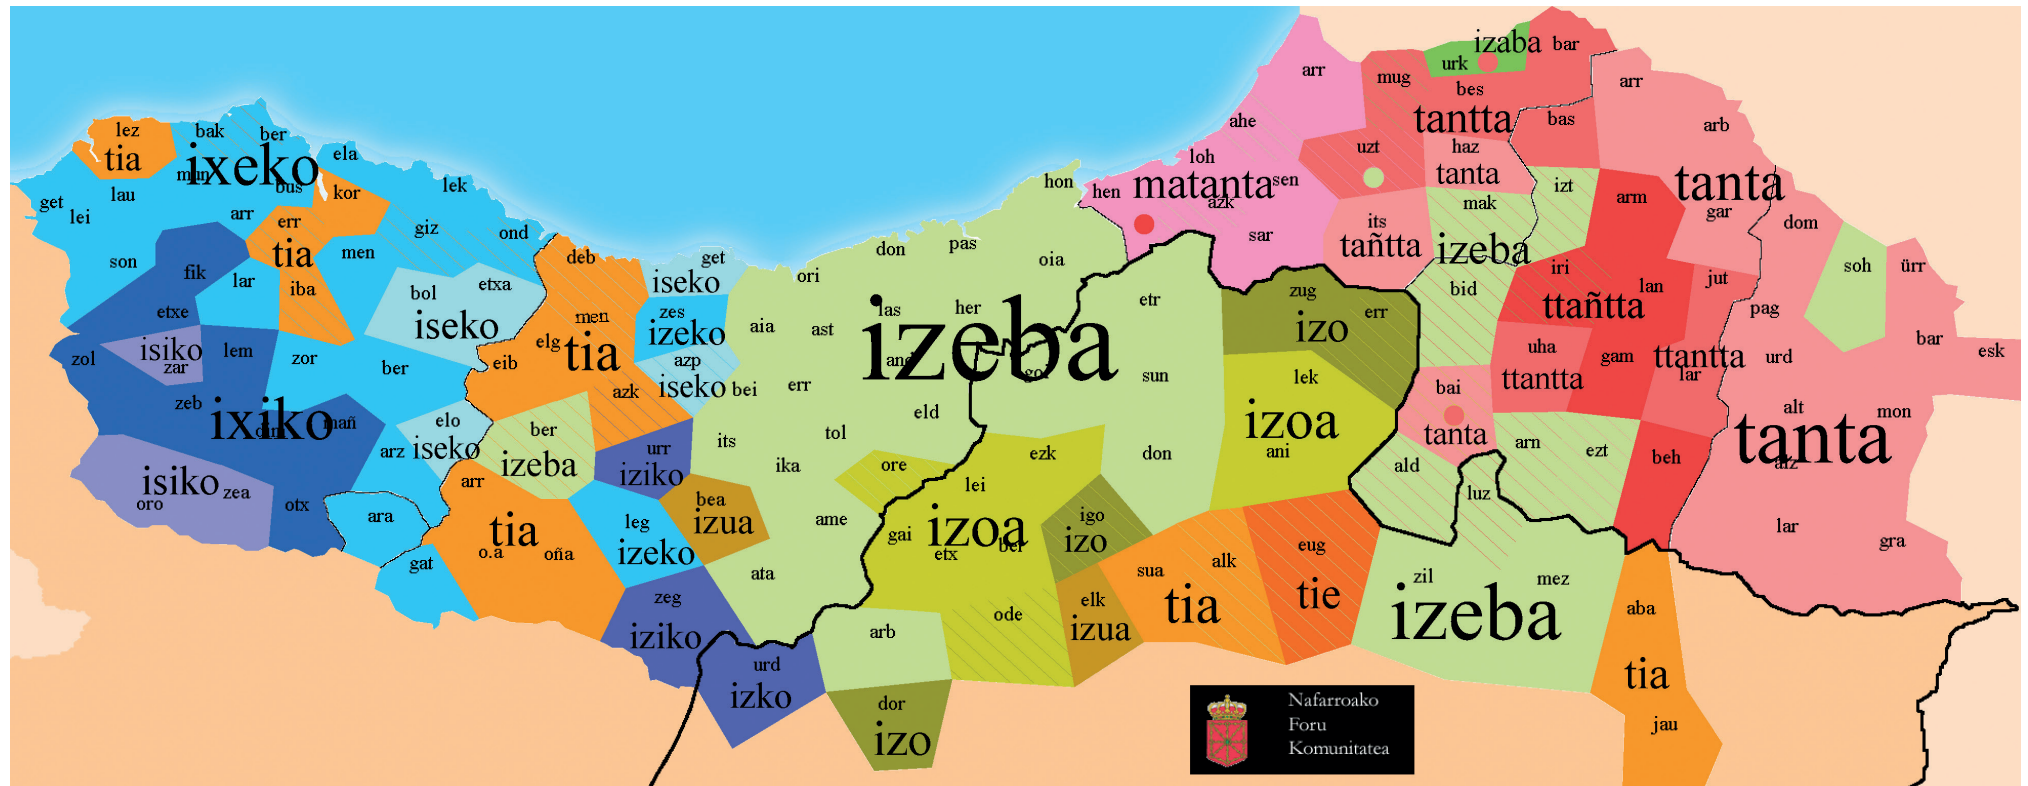 lez
tia
bak
ber
ixeko
ela
mun
bus
kor
lek
get
lei
lau
arr
err
tia
giz
ond
men
son
fik
lar
iba
etxe
bol
etxa
iseko
zol
isiko
zar
lem
zor
ber
zeb
ixiko
mañ
elo
iseko
arz
isiko
zea
oro
otx
ara
gat
deb
get
iseko
men
zes
izeko
elg
tia
eib
azp
iseko
azk
ber
izeba
urr
iziko
arr
tia
o.a
oña
leg
izeko
bea
izua
zeg
iziko
urd
izko
ori
don
pas
hon
oia
aia
ast
las
her
izeba
bei
err
eld
its
tol
ika
ore
ame
ata
etr
sun
don
ezk
lei
gai
izoa
etx
igo
izo
ode
elk
izua
arb
dor
izo
arr
ahe
loh
hen
matanta
sen
azk
sar
zug
izo
err
lek
izoa
ani
sua
alk
tia
eug
tie
mug
izaba
bar
urk
bes
tantta
bas
uzt
haz
tanta
its
tañtta
mak
izeba
izt
arm
bid
iri
lan
ttañtta
jut
uha
ttantta
gam
ttantta
lar
bai
tanta
ald
arn
ezt
beh
luz
zil
mez
izeba
aba
tia
jau
arr
arb
tanta
gar
dom
soh
ürr
pag
urd
bar
esk
alt
mon
tanta
alz
lar
gra
Nafarroako
Foru
Komunitatea